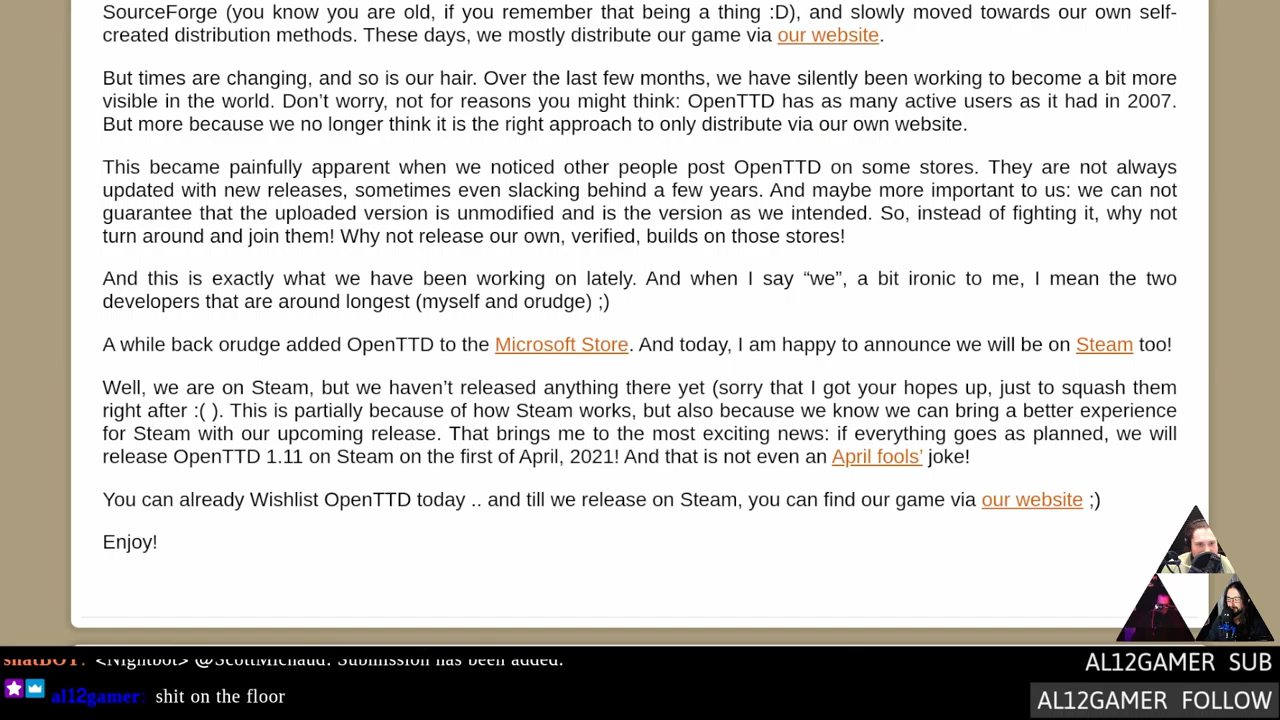 SourceForge (you know you are old, if you remember that being a thing :D), and slowly moved towards our own self-
created distribution methods. These days, we mostly distribute our game via our website.
But times are changing, and so is our hair. Over the last few months, we have silently been working to become a bit more
visible in the world. Don’t worry, not for reasons you might think: OpenTTD has as many active users as it had in 2007.
But more because we no longer think it is the right approach to only distribute via our own website.
This became painfully apparent when we noticed other people post OpenTTD on some stores. They are not always
updated with new releases, sometimes even slacking behind a few years. And maybe more important to us: we can not
guarantee that the uploaded version is unmodified and is the version as we intended. So, instead of fighting it, why not
turn around and join them! Why not release our own, verified, builds on those stores!
And this is exactly what we have been working on lately. And when I say “we”, a bit ironic to me, I mean the two
developers that are around longest (myself and orudge) ;)
A while back orudge added OpenTTD to the Microsoft Store. And today, I am happy to announce we will be on Steam too!
Well, we are on Steam, but we haven’t released anything there yet (sorry that I got your hopes up, just to squash them
right after :( ). This is partially because of how Steam works, but also because we know we can bring a better experience
for Steam with our upcoming release. That brings me to the most exciting news: if everything goes as planned, we will
release OpenTTD 1.11 on Steam on the first of April, 2021! And that is not even an April fools’ joke!
You can already Wishlist OpenTTD today .. and till we release on Steam, you can find our game via our website ;)
Enjoy!
shatBOT: <Nightbot> @ScottMichaud: Submission has been added.
al12gamer: shit on the floor
AL12GAMER SUB
AL12GAMER FOLLOW